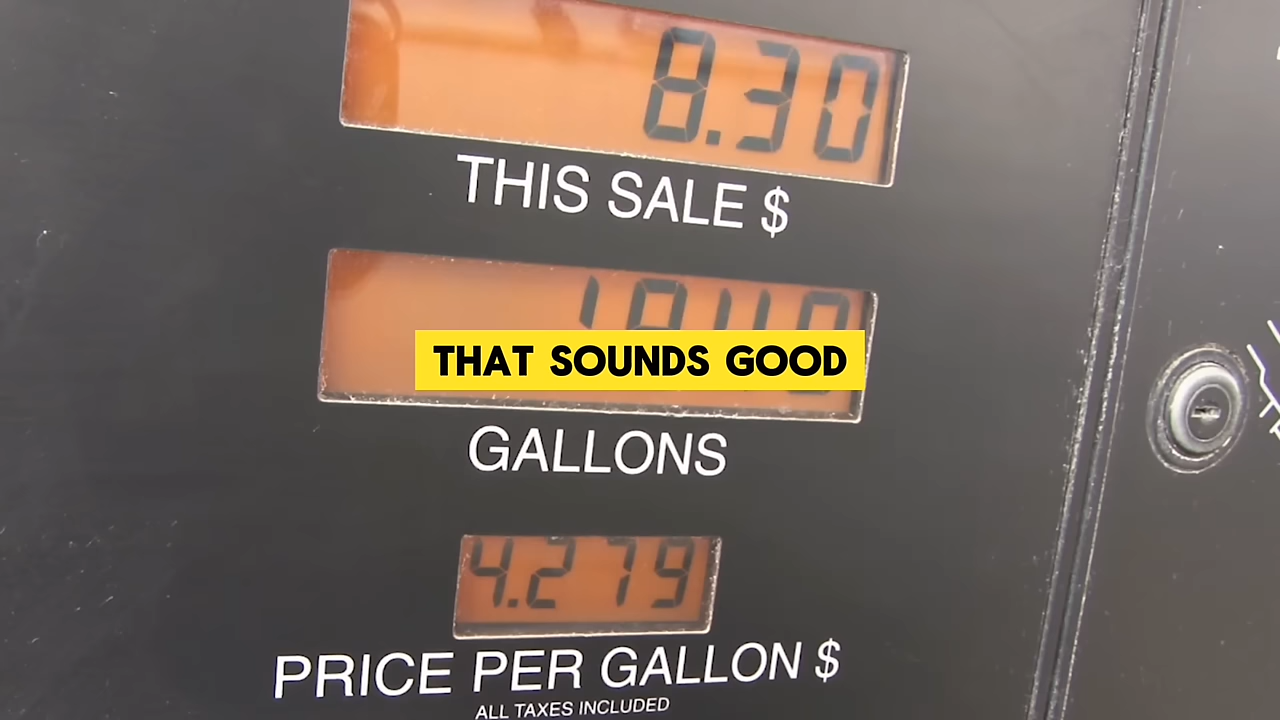 8.30
THIS SALE $
THAT SOUNDS GOOD
GALLONS
4.279
PRICE PER GALLON $
ALL TAXES INCLUDED